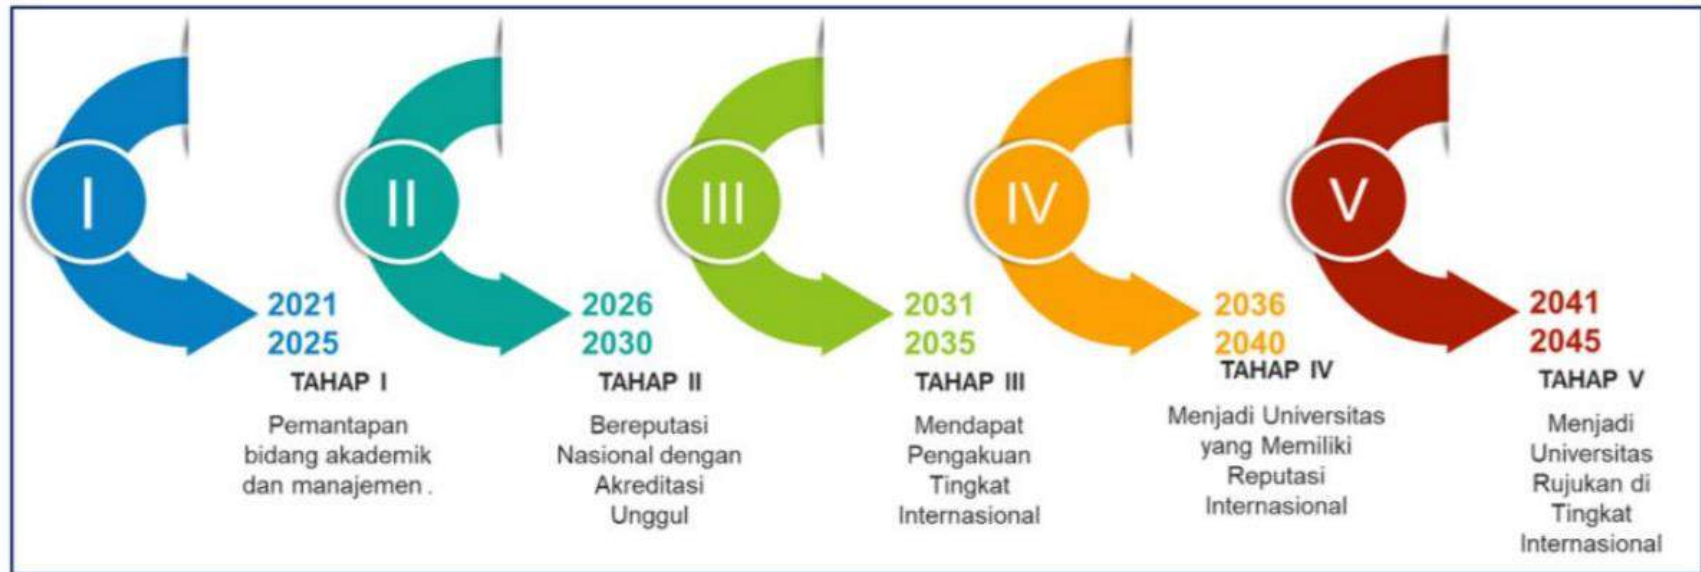 I
2021
2025
TAHAP I
Pemantapan
bidang akademik
dan manajemen .
II
2026
2030
TAHAP II
Bereputasi
Nasional dengan
Akreditasi
Unggul
III
2031
2035
TAHAP III
Mendapat
Pengakuan
Tingkat
Internasional
IV
2036
2040
TAHAP IV
Menjadi Universitas
yang Memiliki
Reputasi
Internasional
V
2041
2045
TAHAP V
Menjadi
Universitas
Rujukan di
Tingkat
Internasional